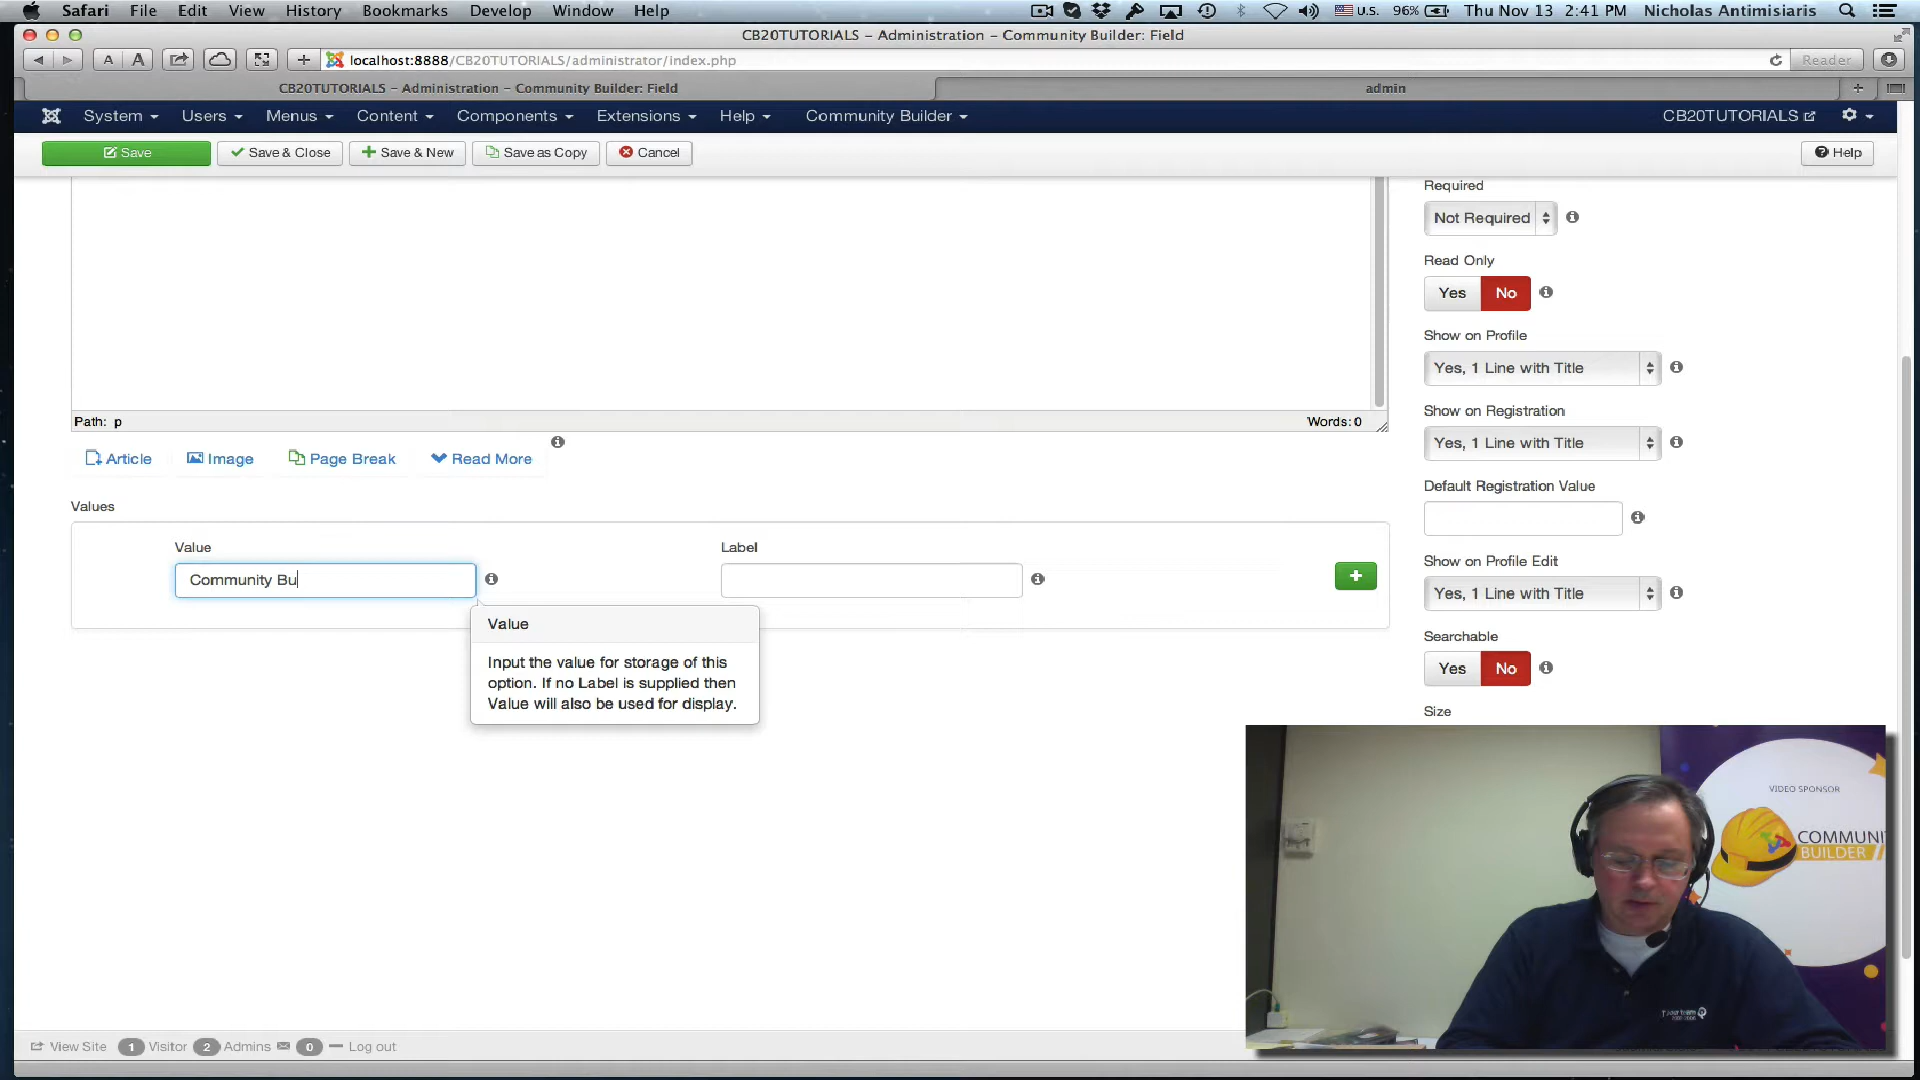 Safari File Edit View History Bookmarks Develop Window Help U.S. 96% Thu Nov 13 2:41 PM Nicholas Antimisiaris
CB20TUTORIALS – Administration – Community Builder: Field
A A + localhost:8888/CB20TUTORIALS/administrator/index.php Reader
CB20TUTORIALS – Administration – Community Builder: Field admin +
System Users Menus Content Components Extensions Help Community Builder CB20TUTORIALS
Save Save & Close Save & New Save as Copy Cancel Help
Required
Not Required
Read Only
Yes No
Show on Profile
Yes, 1 Line with Title
Path: p Words: 0
Show on Registration
Yes, 1 Line with Title
Article Image Page Break Read More
Default Registration Value
Values
Value Label
Show on Profile Edit
Community Bu
Yes, 1 Line with Title
Value
Input the value for storage of this
option. If no Label is supplied then
Value will also be used for display.
Searchable
Yes No
Size
VIDEO SPONSOR
COMMUNI
BUILDER
View Site 1 Visitor 2 Admins 0 Log out